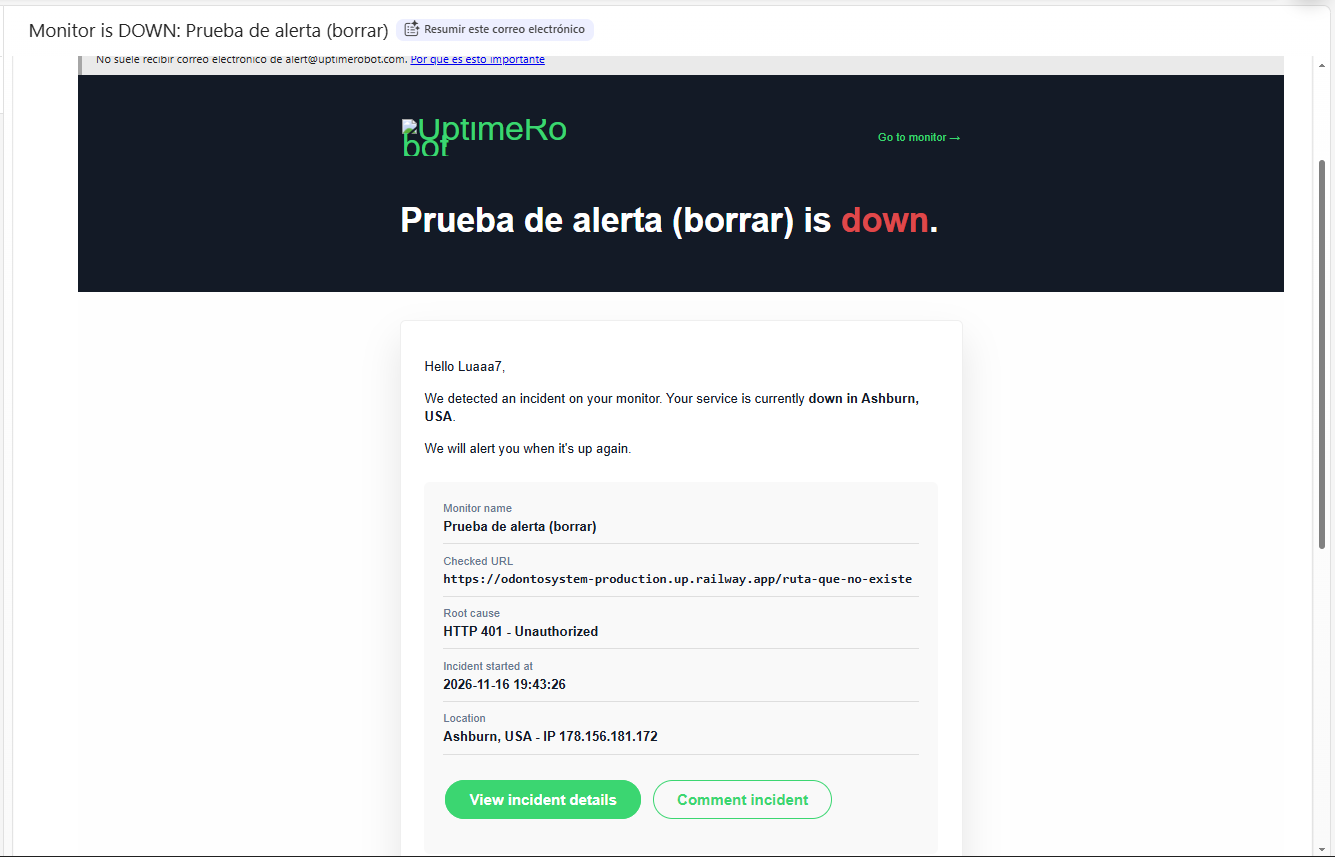 Monitor is DOWN: Prueba de alerta (borrar) Resumir este correo electrónico
No suele recibir correo electrónico de alert@uptimerobot.com. Por qué es esto importante
UptimeRo
bot
Go to monitor →
Prueba de alerta (borrar) is down.
Hello Luaaa7,
We detected an incident on your monitor. Your service is currently down in Ashburn,
USA.
We will alert you when it's up again.
Monitor name
Prueba de alerta (borrar)
Checked URL
https://odontosystem-production.up.railway.app/ruta-que-no-existe
Root cause
HTTP 401 - Unauthorized
Incident started at
2026-11-16 19:43:26
Location
Ashburn, USA - IP 178.156.181.172
View incident details Comment incident